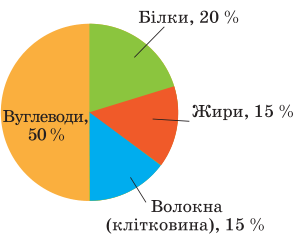 Білки, 20 %
Вуглеводи,
50 %
Жири, 15 %
Волокна
(клітковина), 15 %